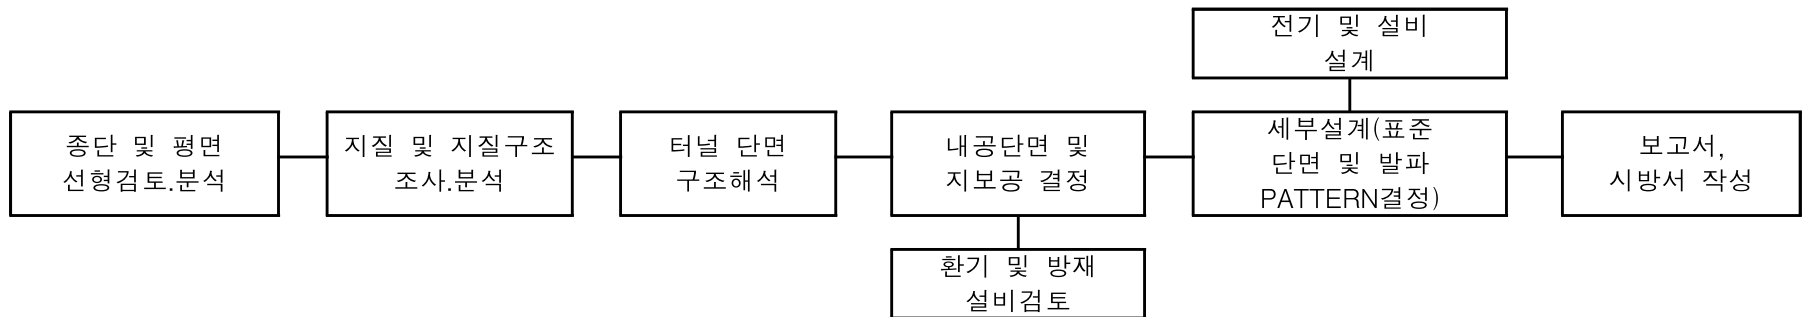 전기 및 설비
설계
종단 및 평면
선형검토.분석
지질 및 지질구조
조사.분석
터널 단면
구조해석
내공단면 및
지보공 결정
세부설계(표준
단면 및 발파
PATTERN결정)
보고서,
시방서 작성
환기 및 방재
설비검토